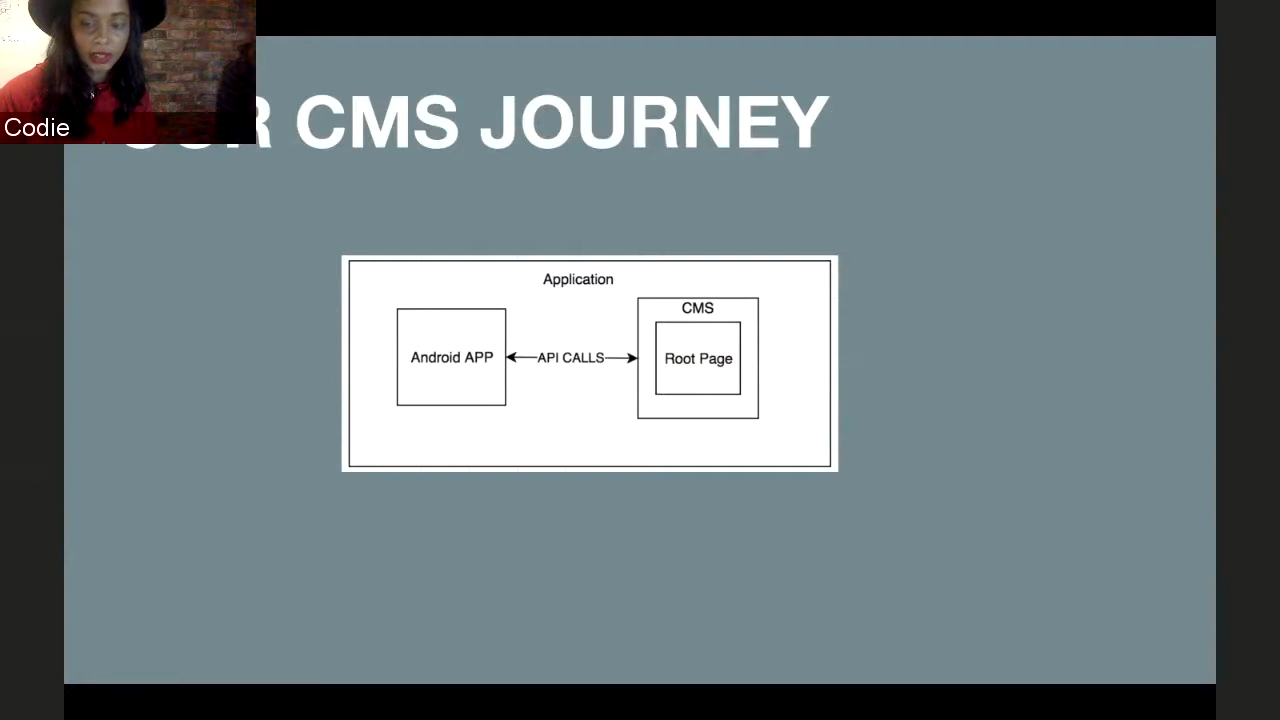 CMS JOURNEY
Codie
Application
CMS
Android APP
API CALLS
Root Page